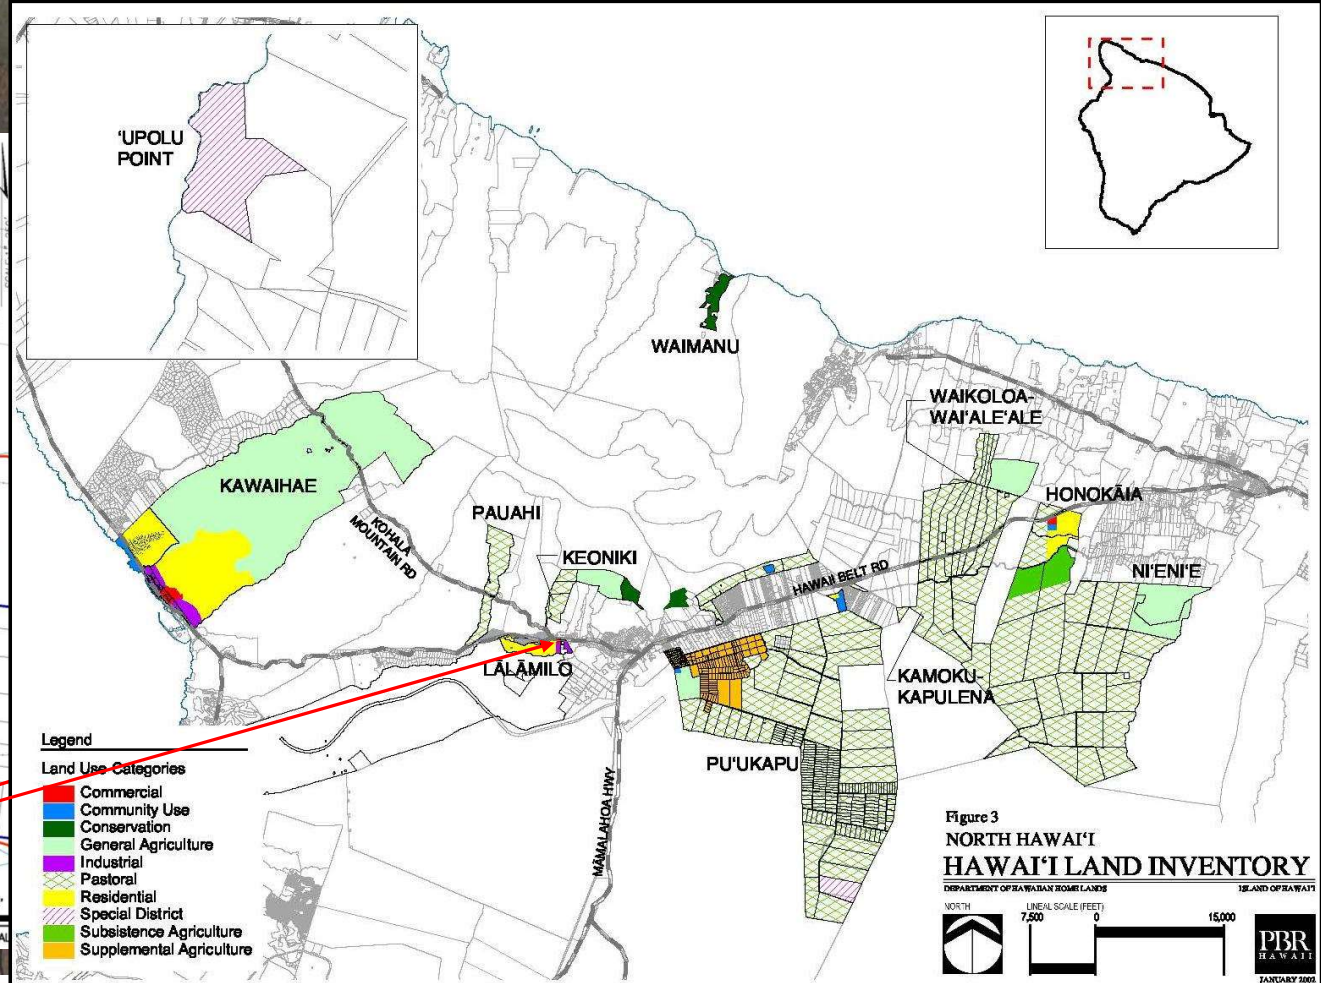 ‘UPOLU
POINT
WAIMANU
WAIKOLOA-
WAI‘ALE‘ALE
KAWAIHAE
HONOKĀIA
PAUAHI
KOHALA
MOUNTAIN RD
KEONIKI
HAWAII BELT RD
NI‘ENI‘E
LĀLĀMILO
KAMOKU-
KAPULENA
PU‘UKAPU
MĀMALAHOA HWY
Legend
Land Use Categories
Commercial
Community Use
Conservation
General Agriculture
Industrial
Pastoral
Residential
Special District
Subsistence Agriculture
Supplemental Agriculture
Figure 3
NORTH HAWAI‘I
HAWAI‘I LAND INVENTORY
DEPARTMENT OF HAWAIIAN HOME LANDS ISLAND OF HAWAI‘I
NORTH LINEAL SCALE (FEET)
7,500 0 15,000
PBR
HAWAII
JANUARY 2002